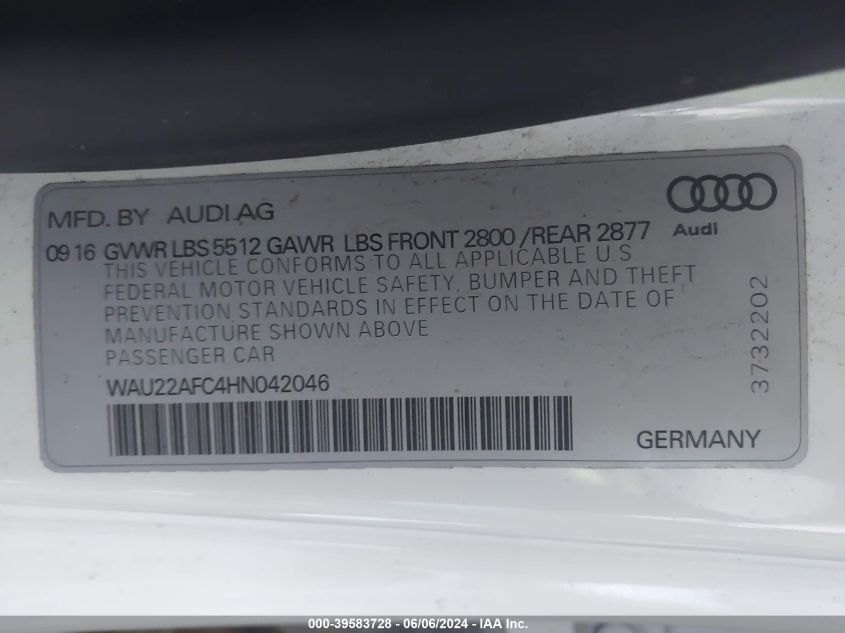 MFD. BY AUDI AG
Audi
09 16 GVWR LBS 5512 GAWR LBS FRONT 2800 / REAR 2877
THIS VEHICLE CONFORMS TO ALL APPLICABLE U.S.
FEDERAL MOTOR VEHICLE SAFETY, BUMPER AND THEFT
PREVENTION STANDARDS IN EFFECT ON THE DATE OF
MANUFACTURE SHOWN ABOVE
PASSENGER CAR
WAU22AFC4HN042046
3732202
GERMANY
000-39583728 - 06/06/2024 - IAA Inc.